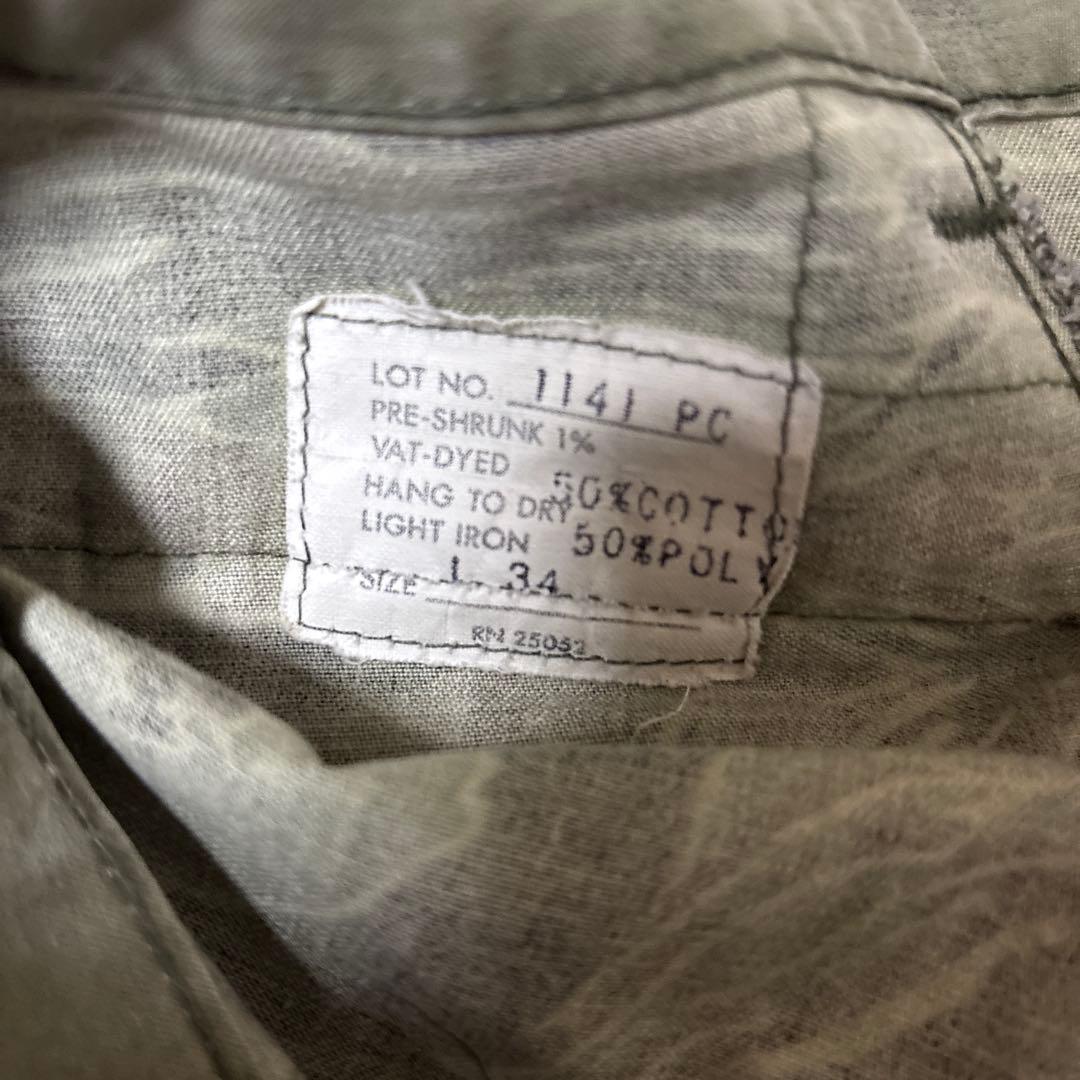 LOT NO. 1141 PC
PRE-SHRUNK 1%
VAT-DYED
HANG TO DRY 50%COTTO
LIGHT IRON 50%POLY
SIZE L 34
RN 25052